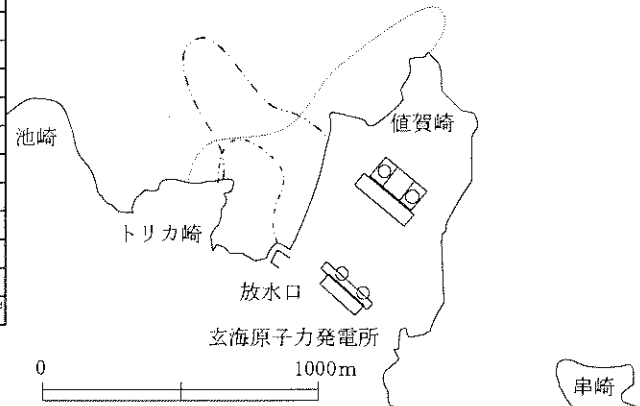 池崎
値賀崎
トリカ崎
放水口
玄海原子力発電所
0 1000m
串崎